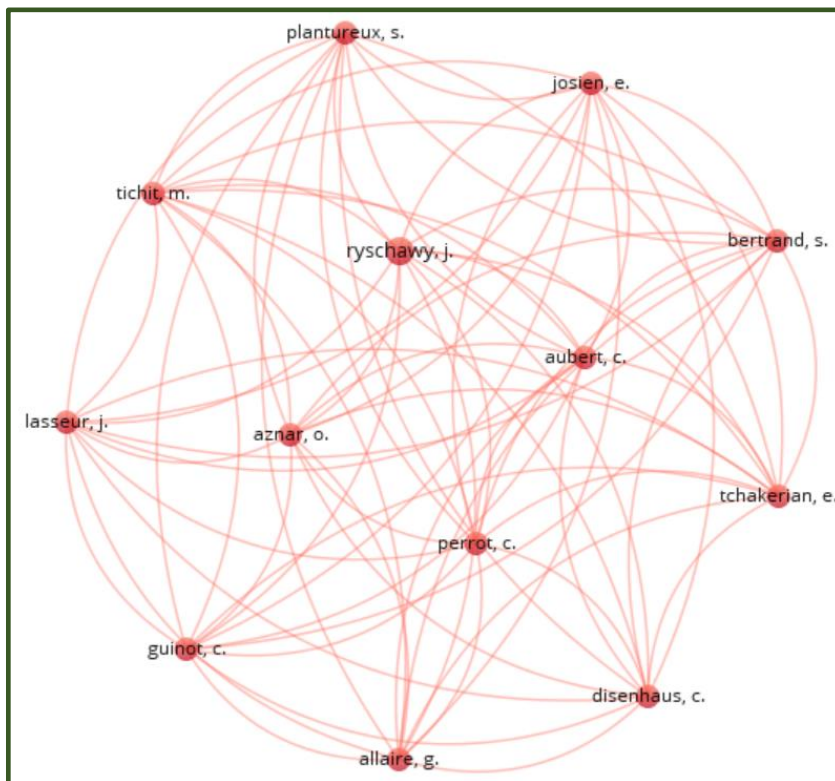 plantureux, s.
josien, e.
tichit, m.
bertrand, s.
ryschawy, j.
aubert, c.
lasseur, j.
aznar, o.
tchakerian, e.
perrot, c.
guinot, c.
disenhaus, c.
allaire, g.